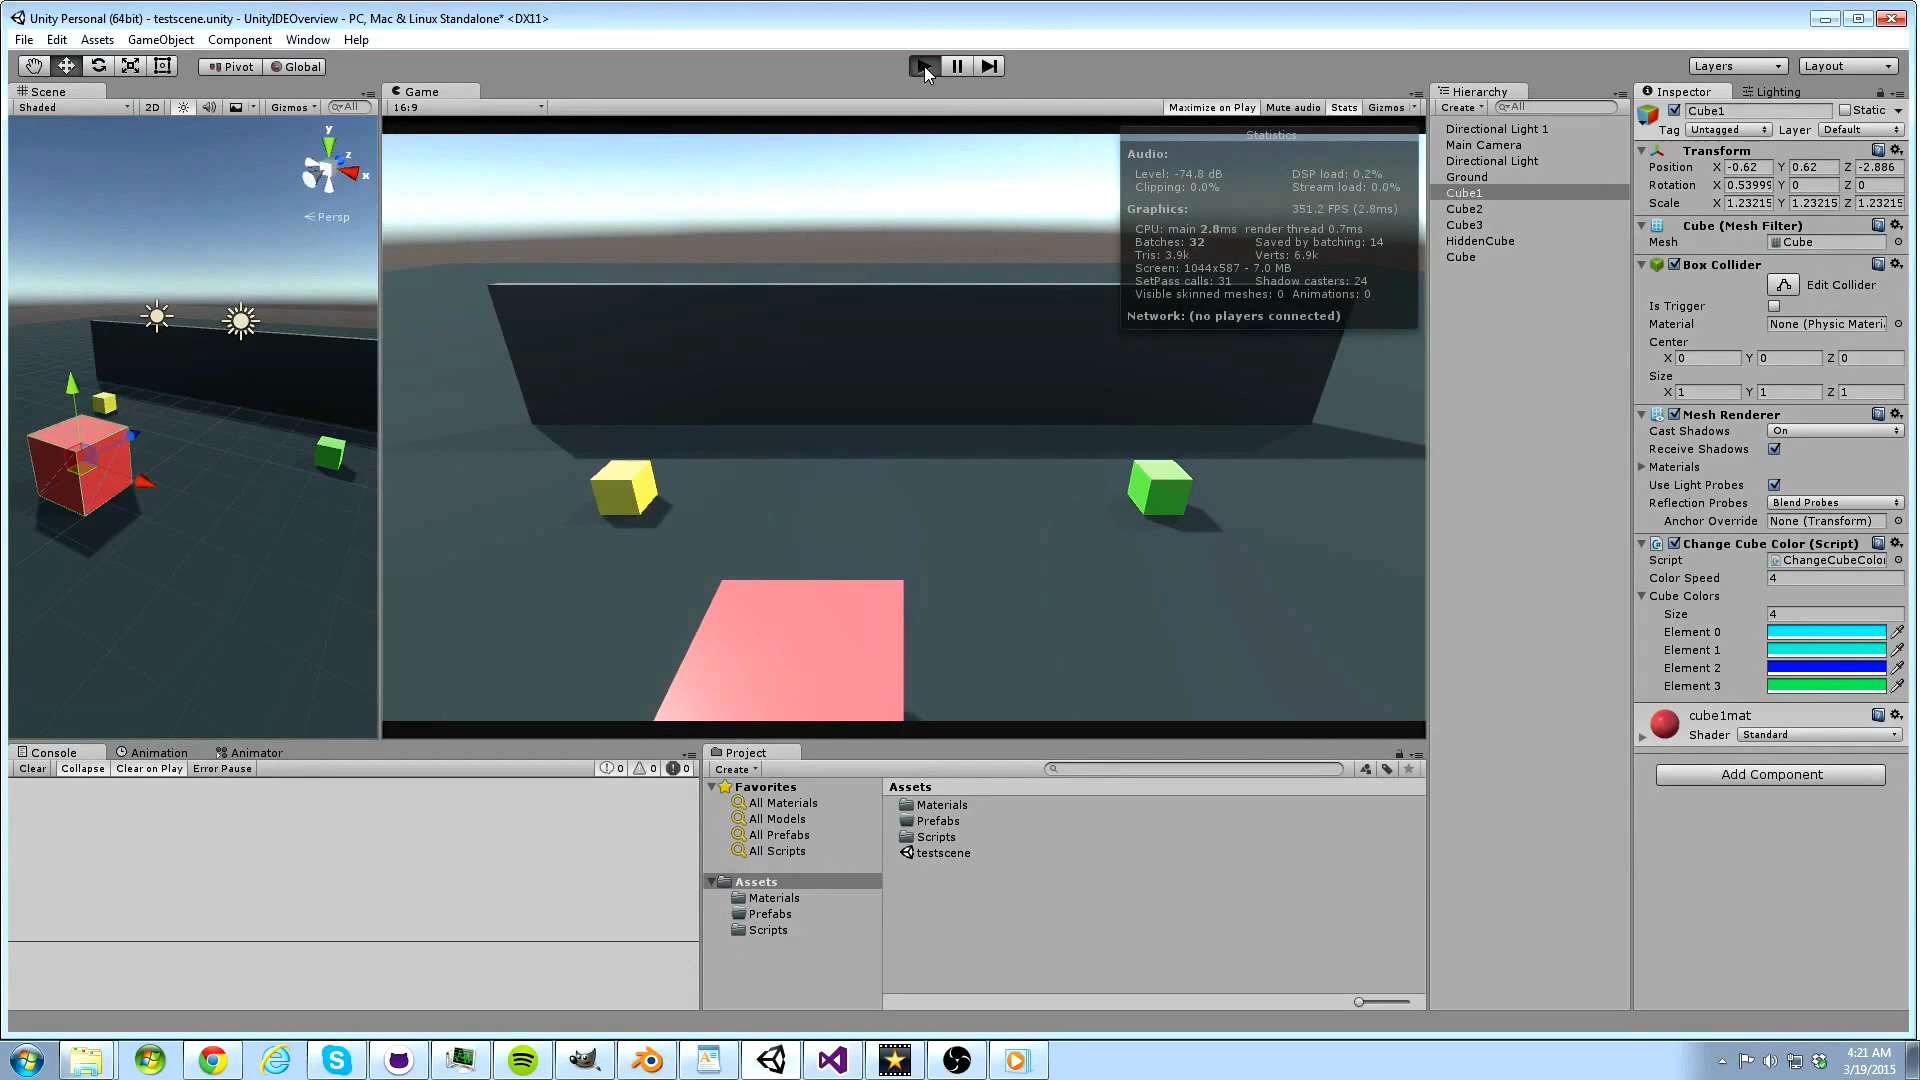 Unity Personal (64bit) - testscene.unity - UnityIDEOverview - PC, Mac & Linux Standalone* <DX11>
File Edit Assets GameObject Component Window Help
Pivot Global Layers Layout
Scene
Shaded 2D Gizmos All
y
z
x
Persp
Game
16:9 Maximize on Play Mute audio Stats Gizmos
Statistics
Audio:
Level: -74.8 dB DSP load: 0.2%
Clipping: 0.0% Stream load: 0.0%
Graphics: 351.2 FPS (2.8ms)
CPU: main 2.8ms render thread 0.7ms
Batches: 32 Saved by batching: 14
Tris: 3.9k Verts: 6.9k
Screen: 1044x587 - 7.0 MB
SetPass calls: 31 Shadow casters: 24
Visible skinned meshes: 0 Animations: 0
Network: (no players connected)
Hierarchy
Create All
Directional Light 1
Main Camera
Directional Light
Ground
Cube1
Cube2
Cube3
HiddenCube
Cube
Inspector Lighting
Cube1 Static
Tag Untagged Layer Default
Transform
Position X -0.62 Y 0.62 Z -2.886
Rotation X 0.53999 Y 0 Z 0
Scale X 1.23215 Y 1.23215 Z 1.23215
Cube (Mesh Filter)
Mesh Cube
Box Collider
Edit Collider
Is Trigger
Material None (Physic Materi
Center
X 0 Y 0 Z 0
Size
X 1 Y 1 Z 1
Mesh Renderer
Cast Shadows On
Receive Shadows
Materials
Use Light Probes
Reflection Probes Blend Probes
Anchor Override None (Transform)
Change Cube Color (Script)
Script ChangeCubeColo
Color Speed 4
Cube Colors
Size 4
Element 0
Element 1
Element 2
Element 3
cube1mat
Shader Standard
Add Component
Console Animation Animator
Clear Collapse Clear on Play Error Pause 0 0 0
Project
Create
Favorites
All Materials
All Models
All Prefabs
All Scripts
Assets
Materials
Prefabs
Scripts
Assets
Materials
Prefabs
Scripts
testscene
4:21 AM
3/19/2015